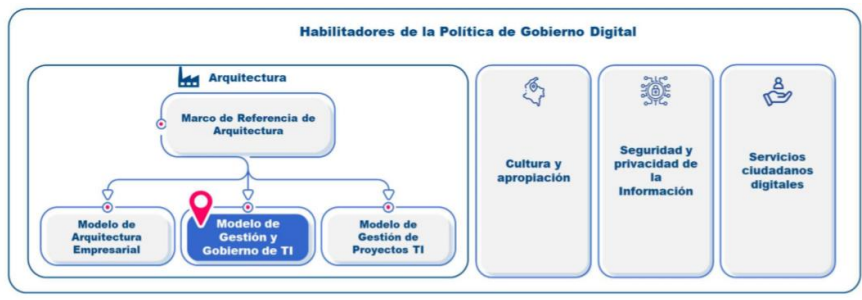 Habilitadores de la Política de Gobierno Digital
Arquitectura
Marco de Referencia de
Arquitectura
Modelo de
Arquitectura
Empresarial
Modelo de
Gestión y
Gobierno de TI
Modelo de
Gestión de
Proyectos TI
Cultura y
apropiación
Seguridad y
privacidad de
la
Información
Servicios
ciudadanos
digitales